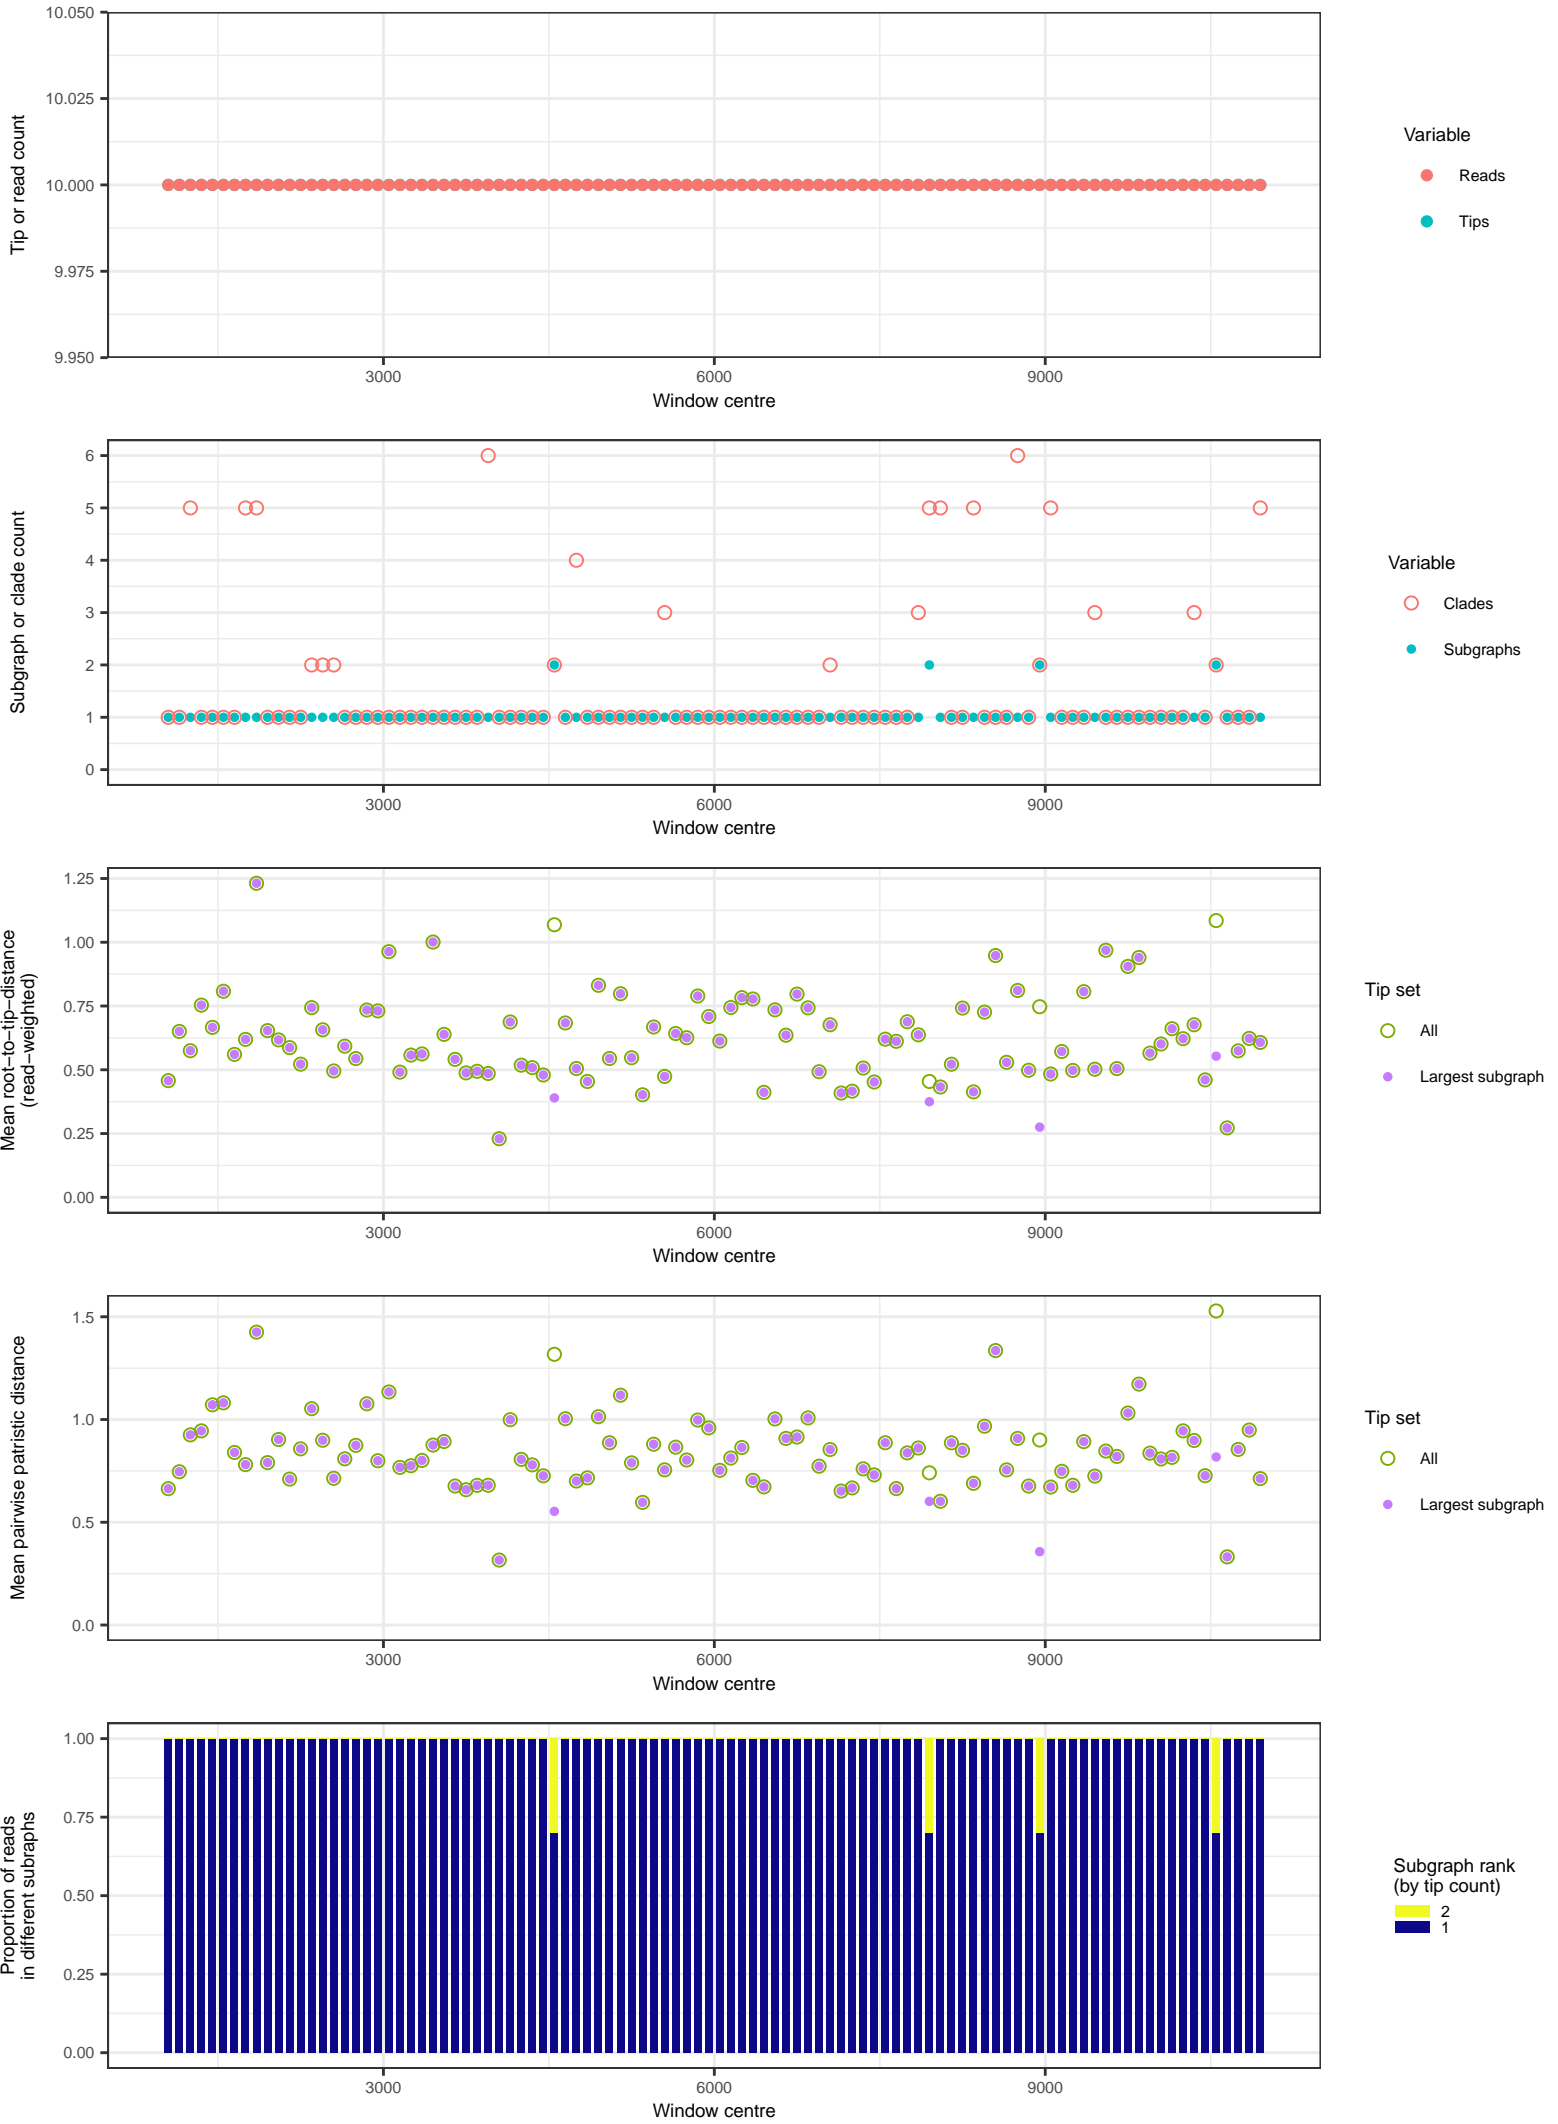 10.050
10.025
10.000
9.975
9.950
Tip or read count
3000 6000 9000
Window centre
Variable
Reads
Tips
6
5
4
3
2
1
0
Subgraph or clade count
3000 6000 9000
Window centre
Variable
Clades
Subgraphs
1.25
1.00
0.75
0.50
0.25
0.00
Mean root−to−tip−distance
(read−weighted)
3000 6000 9000
Window centre
Tip set
All
Largest subgraph
1.5
1.0
0.5
0.0
Mean pairwise patristic distance
3000 6000 9000
Window centre
Tip set
All
Largest subgraph
1.00
0.75
0.50
0.25
0.00
Proportion of reads
in different subraphs
3000 6000 9000
Window centre
Subgraph rank
(by tip count)
2
1